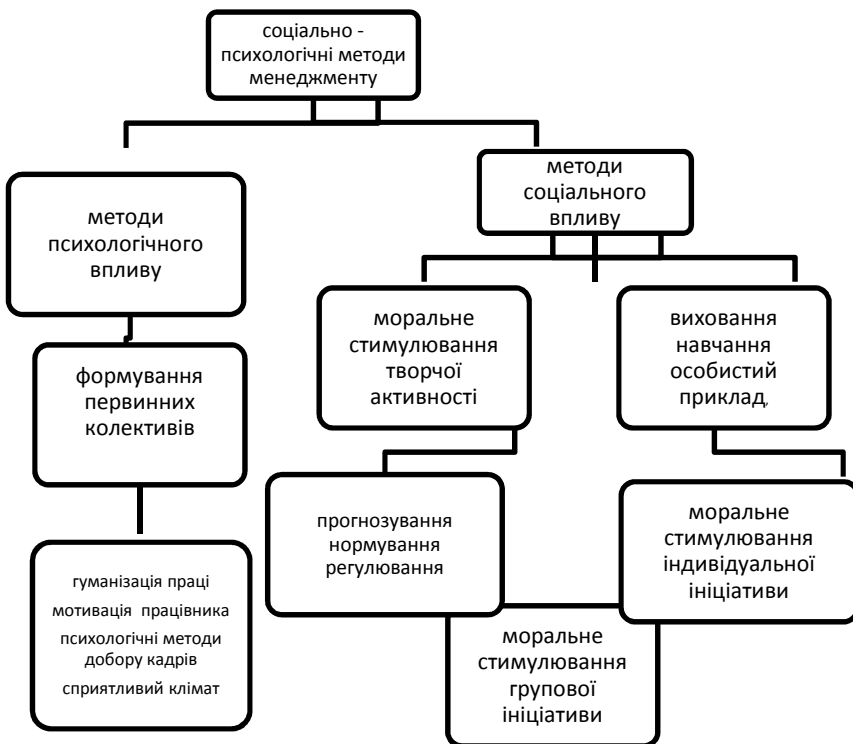 соціально -
психологічні методи
менеджменту
методи
психологічного
впливу
методи
соціального
впливу
формування
первинних
колективів
моральне
стимулювання
творчої
активності
виховання
навчання
особистий
приклад,
гуманізація праці
мотивація працівника
психологічні методи
добору кадрів
сприятливий клімат
прогнозування
нормування
регулювання
моральне
стимулювання
індивідуальної
ініціативи
моральне
стимулювання
групової
ініціативи